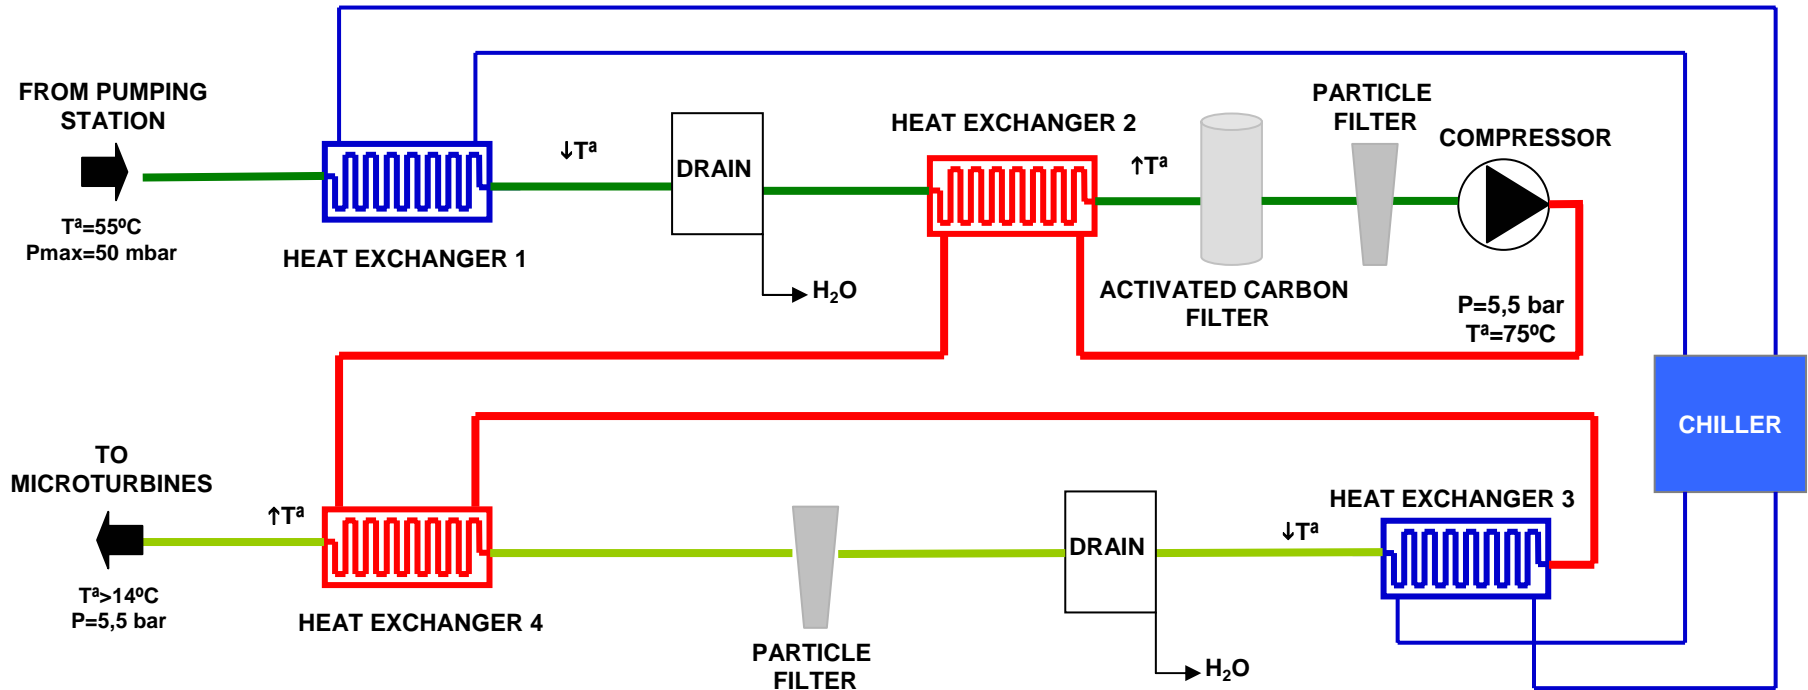 FROM PUMPING
STATION
Tª=55ºC
Pmax=50 mbar
HEAT EXCHANGER 1
↓Tª
DRAIN
H₂O
HEAT EXCHANGER 2
↑Tª
ACTIVATED CARBON
FILTER
PARTICLE
FILTER
COMPRESSOR
P=5,5 bar
Tª=75ºC
CHILLER
TO
MICROTURBINES
Tª>14ºC
P=5,5 bar
↑Tª
HEAT EXCHANGER 4
PARTICLE
FILTER
DRAIN
H₂O
↓Tª
HEAT EXCHANGER 3